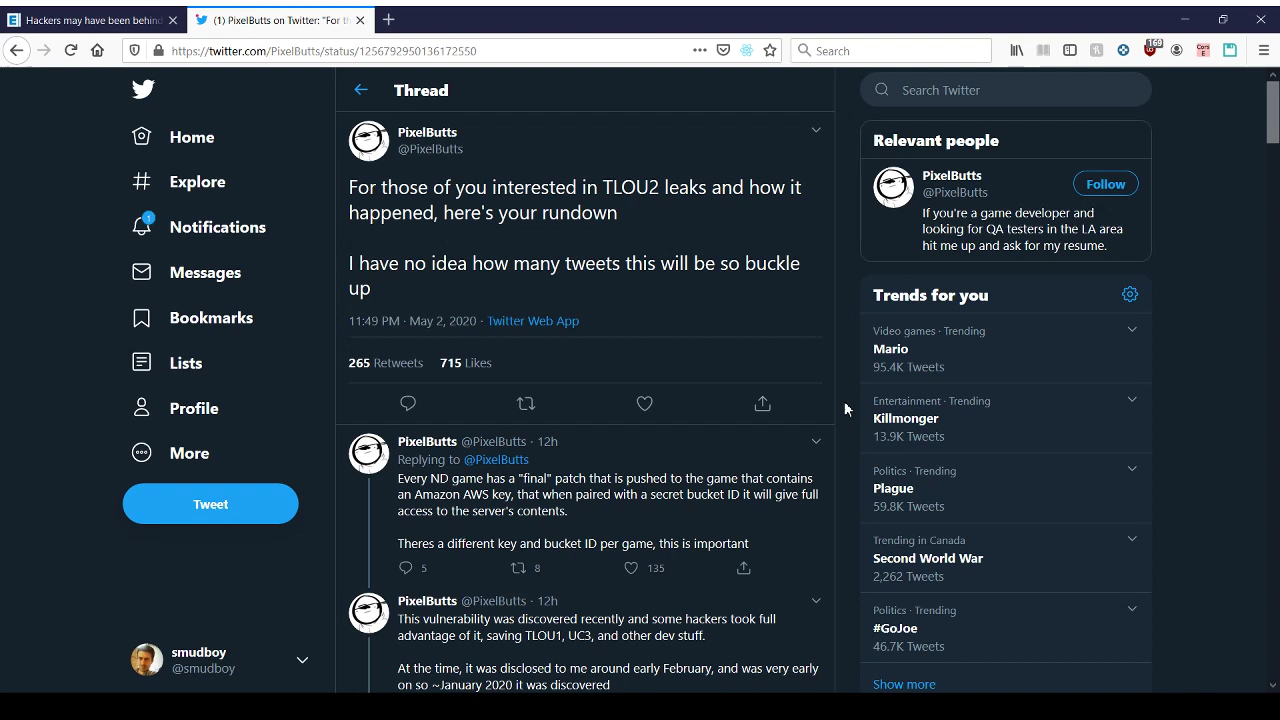 Hackers may have been behind
(1) PixelButts on Twitter: "For th
https://twitter.com/PixelButts/status/1256792950136172550
Search
169
Thread
Search Twitter
PixelButts
@PixelButts
For those of you interested in TLOU2 leaks and how it
happened, here's your rundown
I have no idea how many tweets this will be so buckle
up
11:49 PM · May 2, 2020 · Twitter Web App
265 Retweets 715 Likes
PixelButts @PixelButts · 12h
Replying to @PixelButts
Every ND game has a "final" patch that is pushed to the game that contains
an Amazon AWS key, that when paired with a secret bucket ID it will give full
access to the server's contents.
Theres a different key and bucket ID per game, this is important
5 8 135
PixelButts @PixelButts · 12h
This vulnerability was discovered recently and some hackers took full
advantage of it, saving TLOU1, UC3, and other dev stuff.
At the time, it was disclosed to me around early February, and was very early
on so ~January 2020 it was discovered
Home
Explore
1
Notifications
Messages
Bookmarks
Lists
Profile
More
Tweet
smudboy
@smudboy
Relevant people
PixelButts
@PixelButts
Follow
If you're a game developer and
looking for QA testers in the LA area
hit me up and ask for my resume.
Trends for you
Video games · Trending
Mario
95.4K Tweets
Entertainment · Trending
Killmonger
13.9K Tweets
Politics · Trending
Plague
59.8K Tweets
Trending in Canada
Second World War
2,262 Tweets
Politics · Trending
#GoJoe
46.7K Tweets
Show more